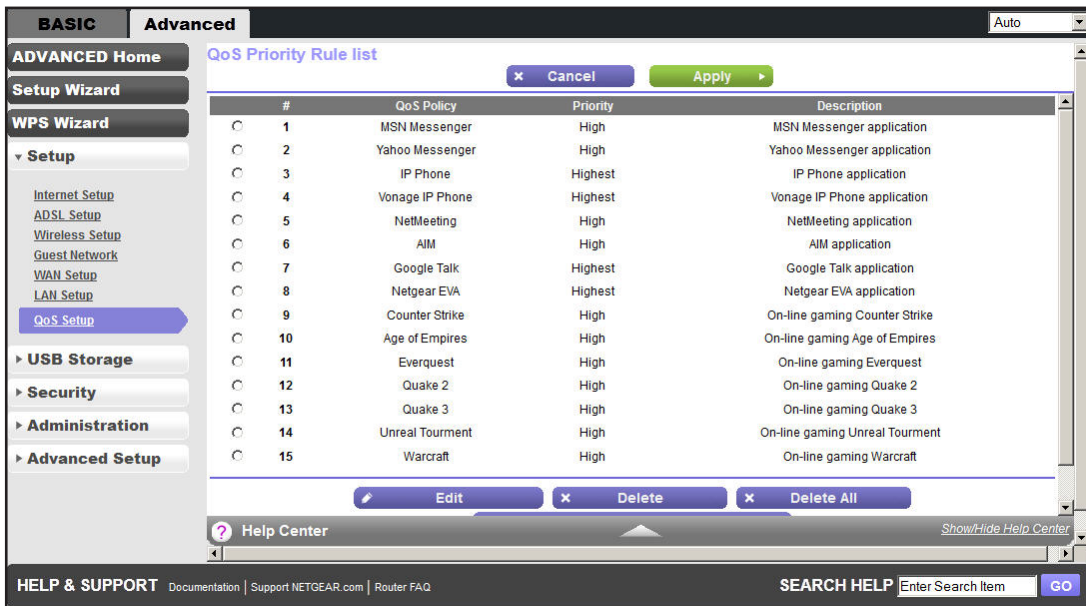 BASIC Advanced Auto
ADVANCED Home
Setup Wizard
WPS Wizard
Setup
Internet Setup
ADSL Setup
Wireless Setup
Guest Network
WAN Setup
LAN Setup
QoS Setup
USB Storage
Security
Administration
Advanced Setup
QoS Priority Rule list
Cancel Apply
# QoS Policy Priority Description
1 MSN Messenger High MSN Messenger application
2 Yahoo Messenger High Yahoo Messenger application
3 IP Phone Highest IP Phone application
4 Vonage IP Phone Highest Vonage IP Phone application
5 NetMeeting High NetMeeting application
6 AIM High AIM application
7 Google Talk Highest Google Talk application
8 Netgear EVA Highest Netgear EVA application
9 Counter Strike High On-line gaming Counter Strike
10 Age of Empires High On-line gaming Age of Empires
11 Everquest High On-line gaming Everquest
12 Quake 2 High On-line gaming Quake 2
13 Quake 3 High On-line gaming Quake 3
14 Unreal Tourment High On-line gaming Unreal Tourment
15 Warcraft High On-line gaming Warcraft
Edit Delete Delete All
? Help Center Show/Hide Help Center
HELP & SUPPORT Documentation | Support NETGEAR.com | Router FAQ SEARCH HELP Enter Search Item GO